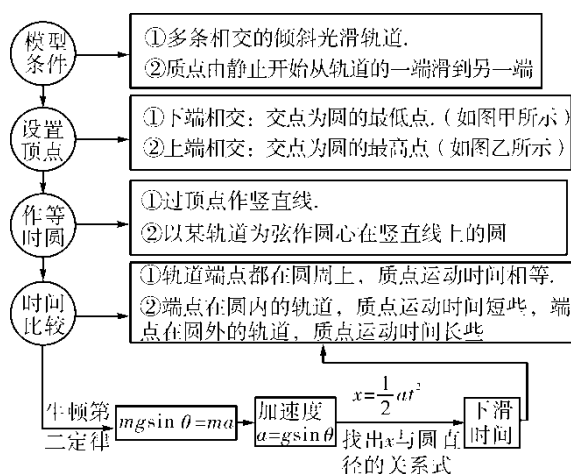 模型
条件
①多条相交的倾斜光滑轨道.
②质点由静止开始从轨道的一端滑到另一端
设置
顶点
①下端相交：交点为圆的最低点.（如图甲所示）
②上端相交：交点为圆的最高点（如图乙所示）
作等
时圆
①过顶点作竖直线.
②以某轨道为弦作圆心在竖直线上的圆
时间
比较
①轨道端点都在圆周上，质点运动时间相等.
②端点在圆内的轨道，质点运动时间短些，端
点在圆外的轨道，质点运动时间长些
牛顿第
二定律
mgsin θ=ma
加速度
a=gsinθ
x=1/2at²
找出x与圆直
径的关系式
下滑
时间